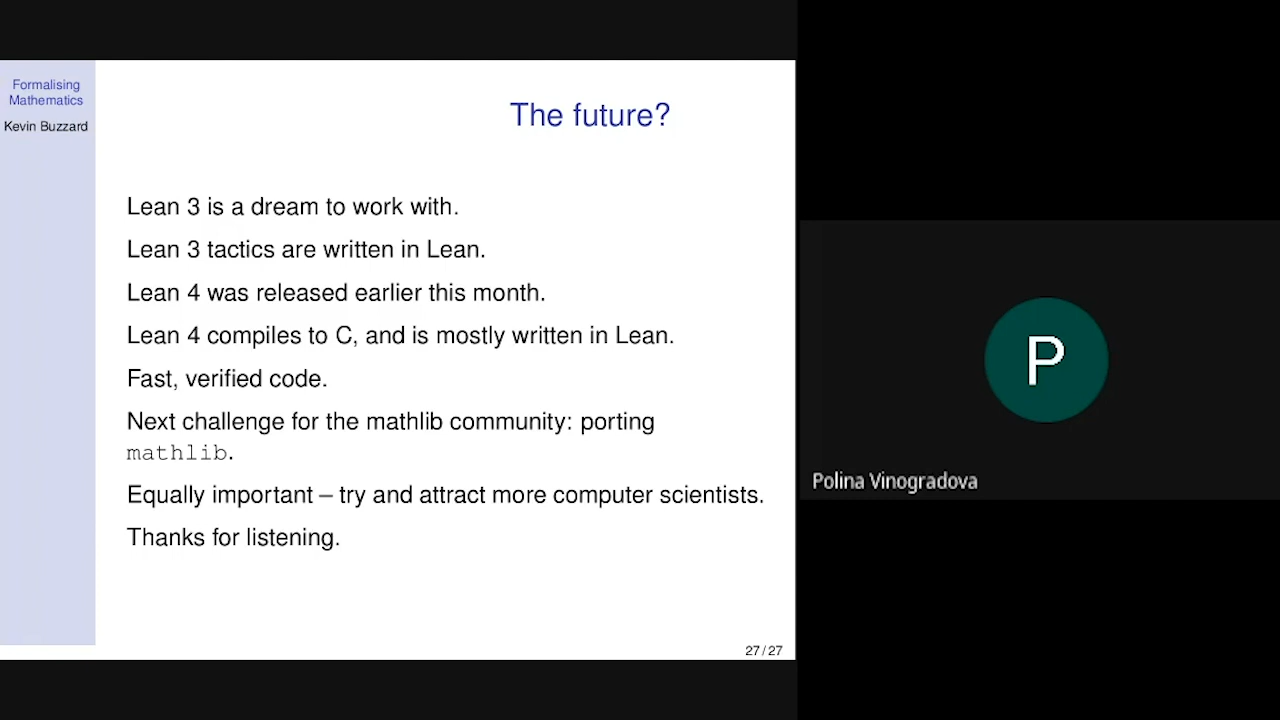 Formalising
Mathematics
Kevin Buzzard
The future?
Lean 3 is a dream to work with.
Lean 3 tactics are written in Lean.
Lean 4 was released earlier this month.
Lean 4 compiles to C, and is mostly written in Lean.
Fast, verified code.
Next challenge for the mathlib community: porting
mathlib.
Equally important – try and attract more computer scientists.
Thanks for listening.
27 / 27
P
Polina Vinogradova